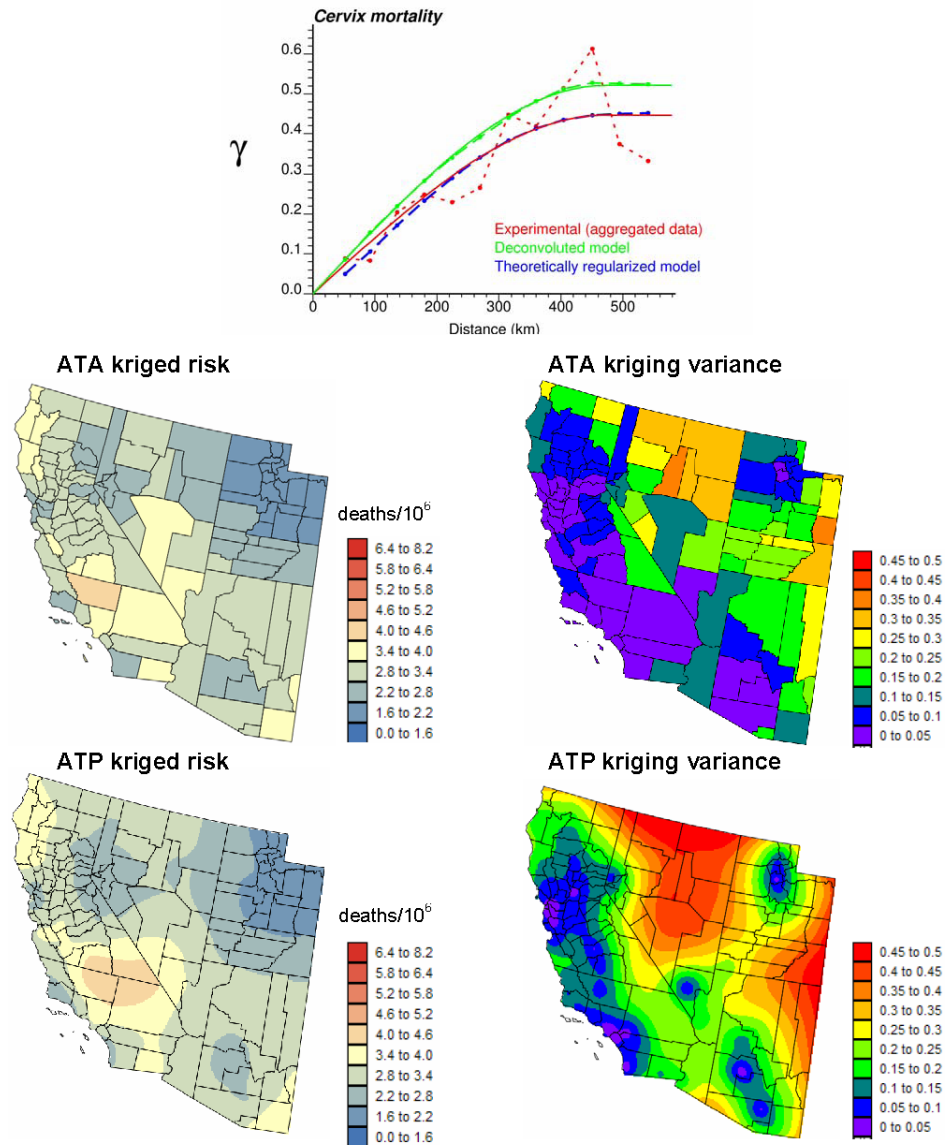 Cervix mortality
0.6
0.5
0.4
γ
0.3
0.2
Experimental (aggregated data)
Deconvoluted model
0.1
Theoretically regularized model
0.0
0 100 200 300 400 500
Distance (km)
ATA kriged risk
ATA kriging variance
deaths/10⁶
6.4 to 8.2
5.8 to 6.4
5.2 to 5.8
4.6 to 5.2
4.0 to 4.6
3.4 to 4.0
2.8 to 3.4
2.2 to 2.8
1.6 to 2.2
0.0 to 1.6
0.45 to 0.5
0.4 to 0.45
0.35 to 0.4
0.3 to 0.35
0.25 to 0.3
0.2 to 0.25
0.15 to 0.2
0.1 to 0.15
0.05 to 0.1
0 to 0.05
ATP kriged risk
ATP kriging variance
deaths/10⁶
6.4 to 8.2
5.8 to 6.4
5.2 to 5.8
4.6 to 5.2
4.0 to 4.6
3.4 to 4.0
2.8 to 3.4
2.2 to 2.8
1.6 to 2.2
0.0 to 1.6
0.45 to 0.5
0.4 to 0.45
0.35 to 0.4
0.3 to 0.35
0.25 to 0.3
0.2 to 0.25
0.15 to 0.2
0.1 to 0.15
0.05 to 0.1
0 to 0.05